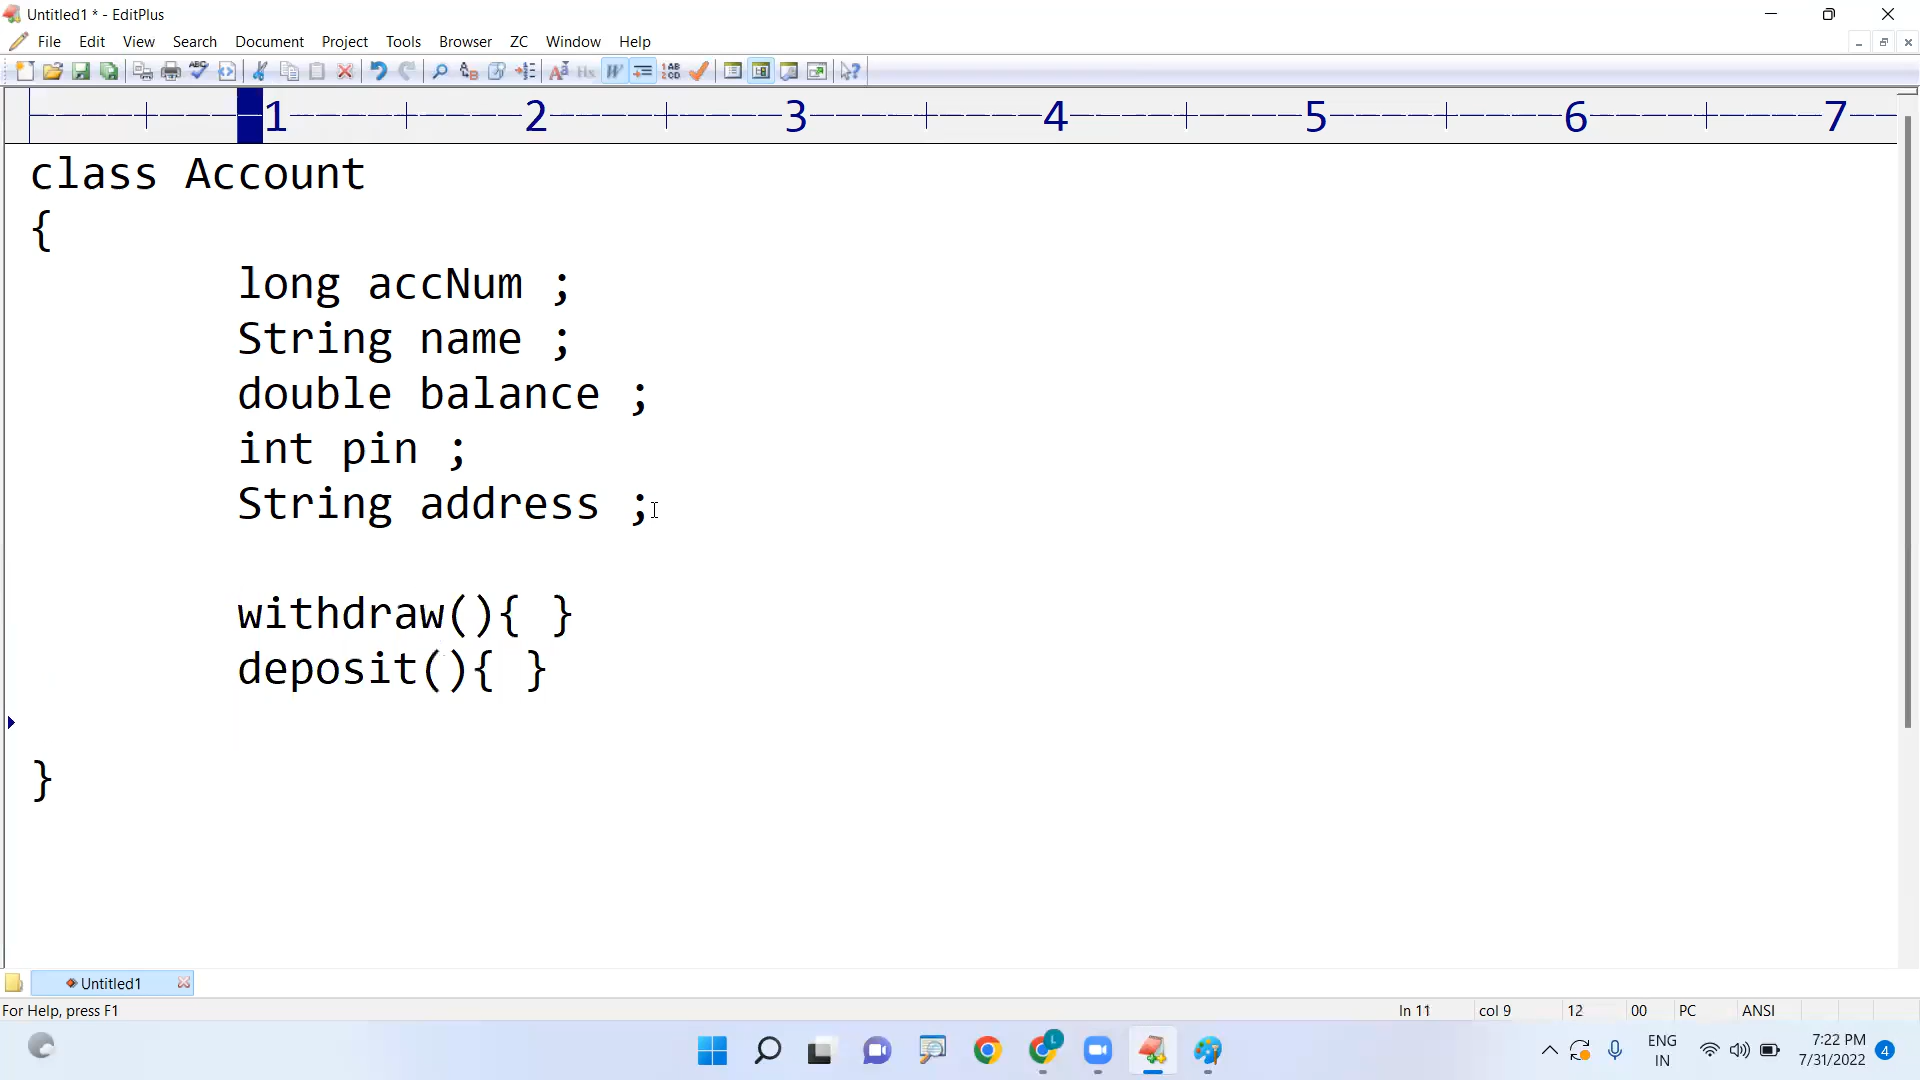 Untitled1 * - EditPlus
File Edit View Search Document Project Tools Browser ZC Window Help
1 2 3 4 5 6 7
class Account
{
long accNum ;
String name ;
double balance ;
int pin ;
String address ;
withdraw(){ }
deposit(){ }
}
Untitled1
For Help, press F1 ln 11 col 9 12 00 PC ANSI
ENG 7:22 PM
IN 7/31/2022 4